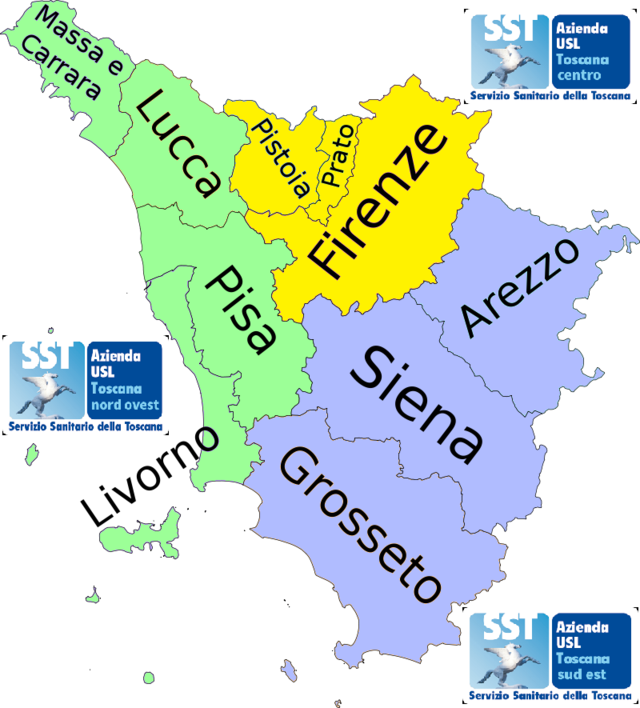 Massa e
Carrara
SST
Azienda
USL
Toscana
centro
Servizio Sanitario della Toscana
Lucca
Pistoia
Prato
Firenze
Arezzo
Pisa
SST
Azienda
USL
Toscana
nord ovest
Servizio Sanitario della Toscana
Siena
Livorno
Grosseto
SST
Azienda
USL
Toscana
sud est
Servizio Sanitario della Toscana